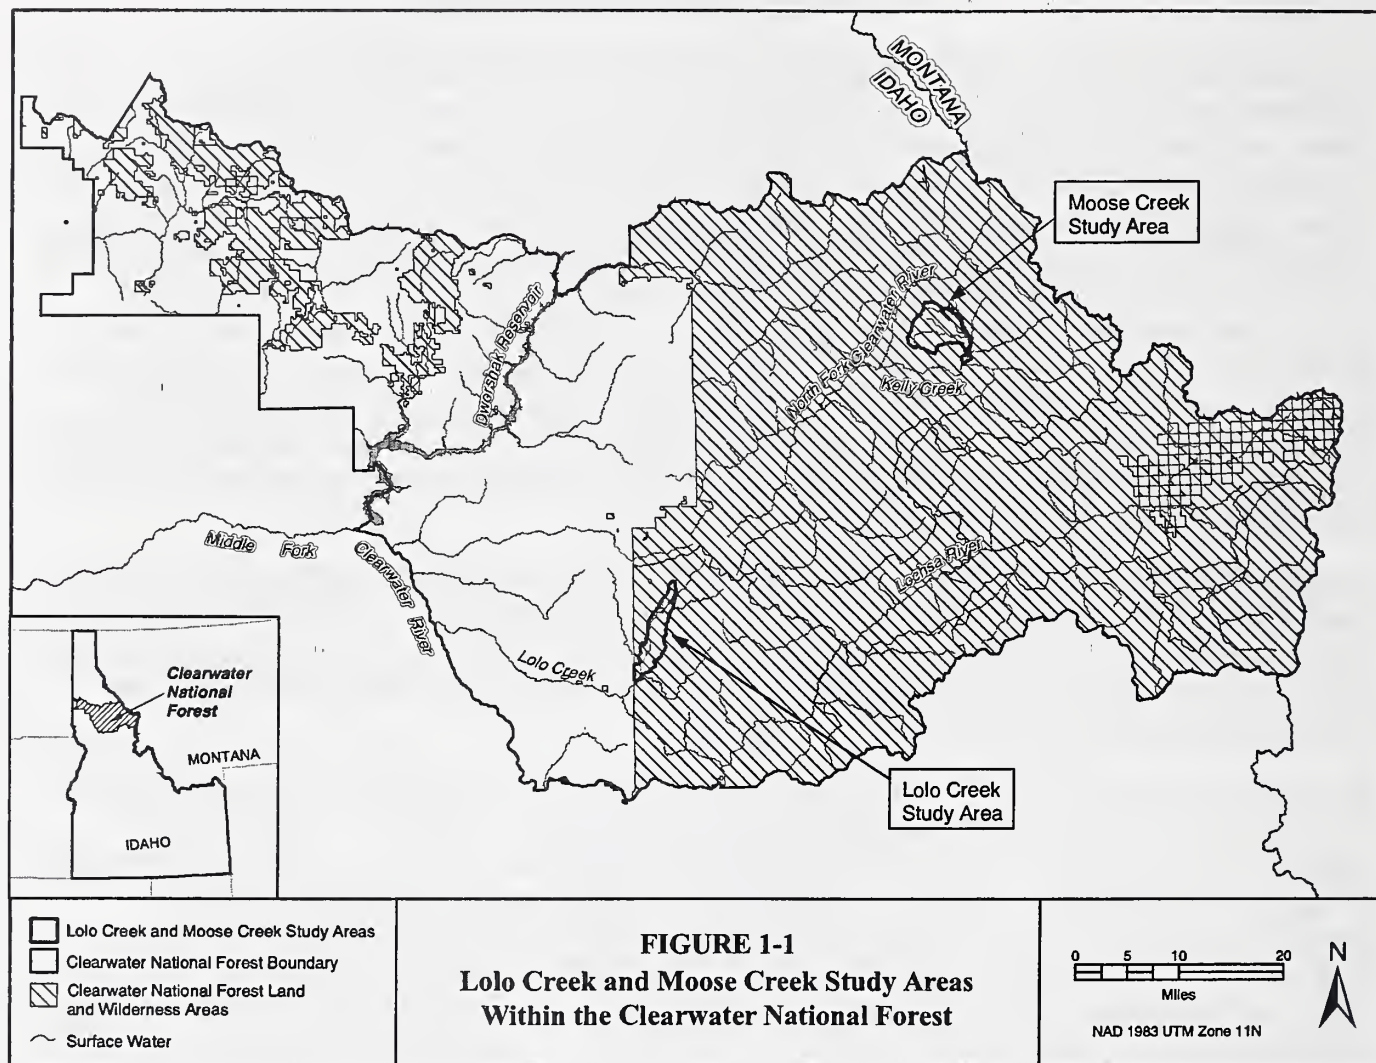 MONTANA
IDAHO
Moose Creek
Study Area
North Fork Clearwater River
Kelly Creek
Dworshak Reservoir
Middle Fork Clearwater River
Lochsa River
Lolo Creek
Lolo Creek
Study Area
Clearwater
National
Forest
MONTANA
IDAHO
Lolo Creek and Moose Creek Study Areas
Clearwater National Forest Boundary
Clearwater National Forest Land
and Wilderness Areas
Surface Water
FIGURE 1-1
Lolo Creek and Moose Creek Study Areas
Within the Clearwater National Forest
0 5 10 20
Miles
NAD 1983 UTM Zone 11N
N